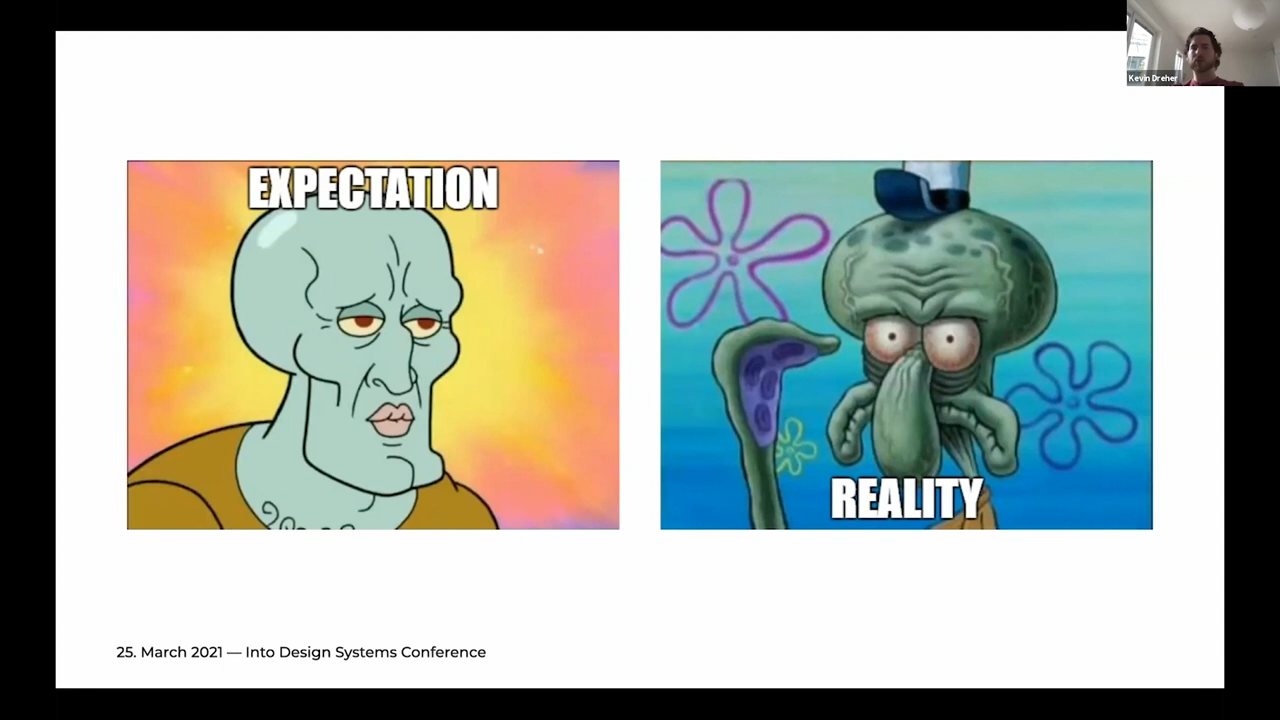 Kevin Dreher
EXPECTATION
REALITY
25. March 2021 — Into Design Systems Conference